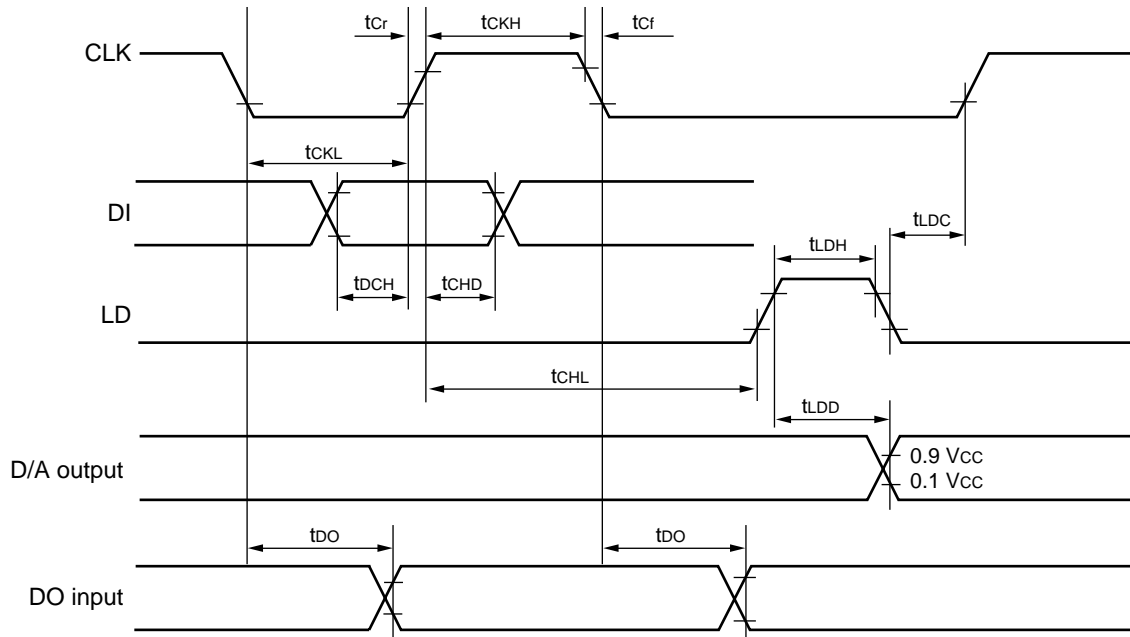 tCr
tCKH
tCf
CLK
tCKL
DI
tLDC
tLDH
tDCH
tCHD
LD
tCHL
tLDD
D/A output
0.9 VCC
0.1 VCC
tDO
tDO
DO input